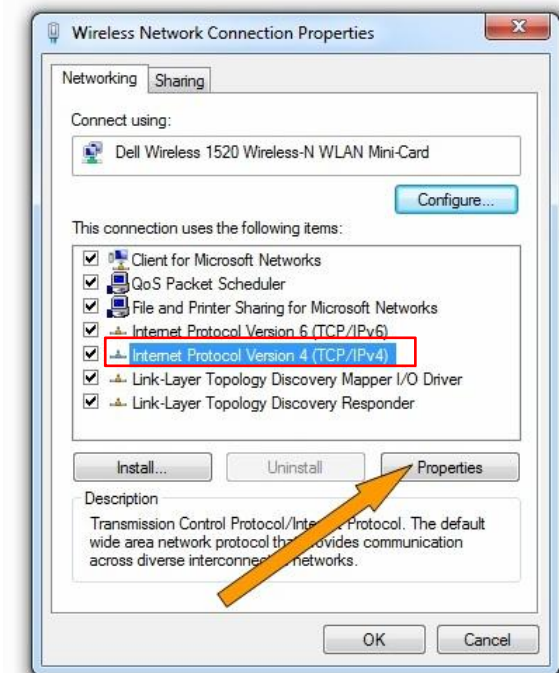 Wireless Network Connection Properties
Networking
Sharing
Connect using:
Dell Wireless 1520 Wireless-N WLAN Mini-Card
Configure...
This connection uses the following items:
Client for Microsoft Networks
QoS Packet Scheduler
File and Printer Sharing for Microsoft Networks
Internet Protocol Version 6 (TCP/IPv6)
Internet Protocol Version 4 (TCP/IPv4)
Link-Layer Topology Discovery Mapper I/O Driver
Link-Layer Topology Discovery Responder
Install...
Uninstall
Properties
Description
Transmission Control Protocol/Internet Protocol. The default
wide area network protocol that provides communication
across diverse interconnected networks.
OK
Cancel